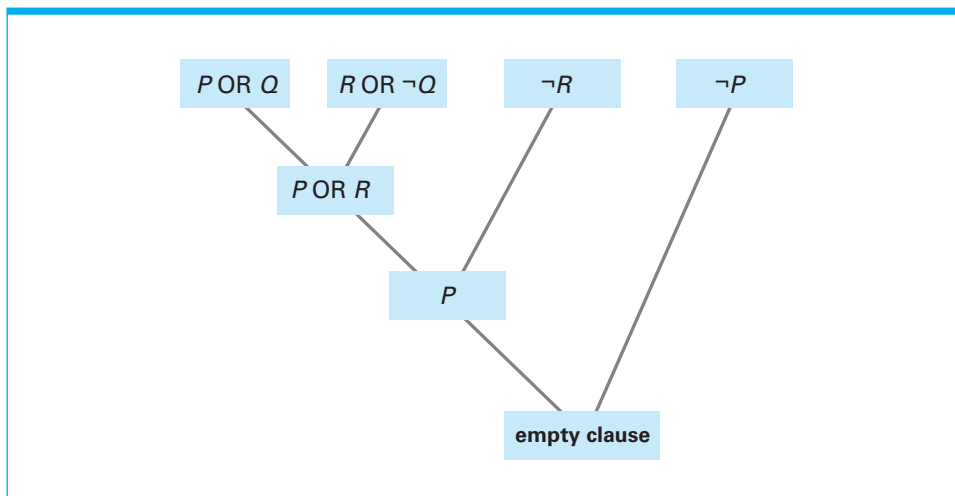 P OR Q
R OR ¬Q
¬R
¬P
P OR R
P
empty clause